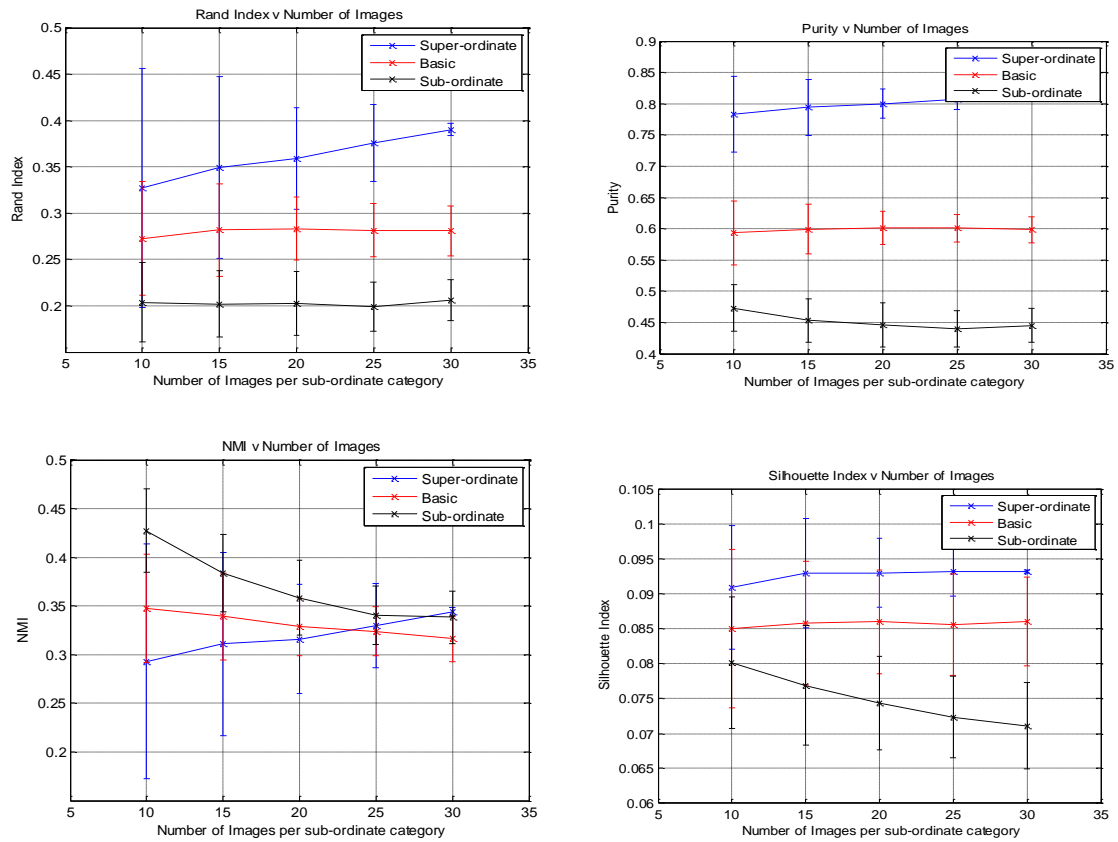 Rand Index v Number of Images
0.5
0.45
0.4
0.35
0.3
0.25
0.2
Rand Index
Super-ordinate
Basic
Sub-ordinate
5 10 15 20 25 30 35
Number of Images per sub-ordinate category
Purity v Number of Images
0.9
0.85
0.8
0.75
0.7
0.65
0.6
0.55
0.5
0.45
0.4
Purity
Super-ordinate
Basic
Sub-ordinate
5 10 15 20 25 30 35
Number of Images per sub-ordinate category
NMI v Number of Images
0.5
0.45
0.4
0.35
0.3
0.25
0.2
NMI
Super-ordinate
Basic
Sub-ordinate
5 10 15 20 25 30 35
Number of Images per sub-ordinate category
Silhouette Index v Number of Images
0.105
0.1
0.095
0.09
0.085
0.08
0.075
0.07
0.065
0.06
Silhouette Index
Super-ordinate
Basic
Sub-ordinate
5 10 15 20 25 30 35
Number of Images per sub-ordinate category